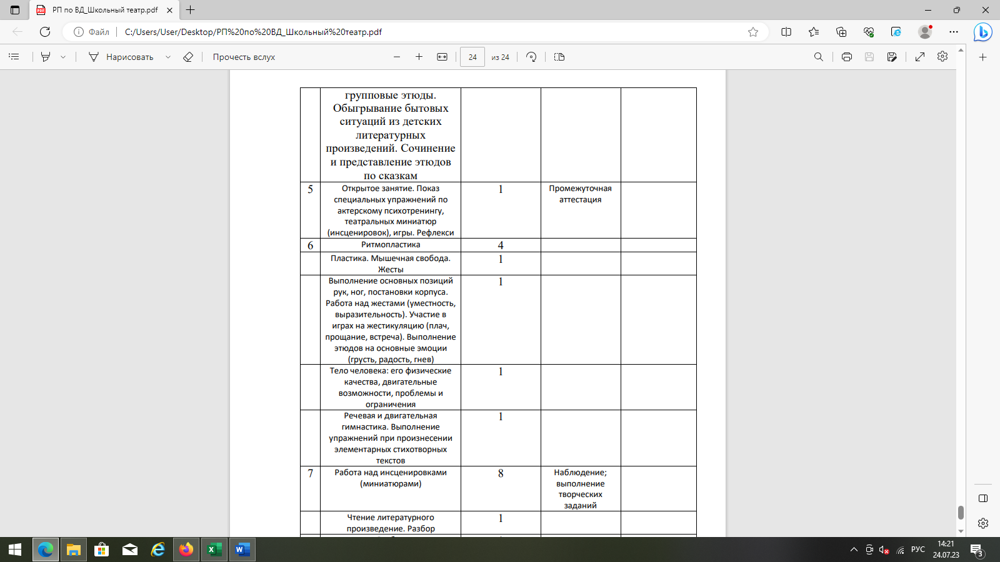 РП по ВД_Школьный театр.pdf
Файл
C:/Users/User/Desktop/РП%20по%20ВД_Школьный%20театр.pdf
Нарисовать
Прочесть вслух
24
из 24
групповые этюды.
Обыгрывание бытовых
ситуаций из детских
литературных
произведений. Сочинение
и представление этюдов
по сказкам
5
Открытое занятие. Показ
специальных упражнений по
актерскому психотренингу,
театральных миниатюр
(инсценировок), игры. Рефлекси
1
Промежуточная
аттестация
6
Ритмопластика
4
Пластика. Мышечная свобода.
Жесты
1
Выполнение основных позиций
рук, ног, постановки корпуса.
Работа над жестами (уместность,
выразительность). Участие в
играх на жестикуляцию (плач,
прощание, встреча). Выполнение
этюдов на основные эмоции
(грусть, радость, гнев)
1
Тело человека: его физические
качества, двигательные
возможности, проблемы и
ограничения
1
Речевая и двигательная
гимнастика. Выполнение
упражнений при произнесении
элементарных стихотворных
текстов
1
7
Работа над инсценировками
(миниатюрами)
8
Наблюдение;
выполнение
творческих
заданий
Чтение литературного
произведение. Разбор
1
РУС
14:21
24.07.23
3